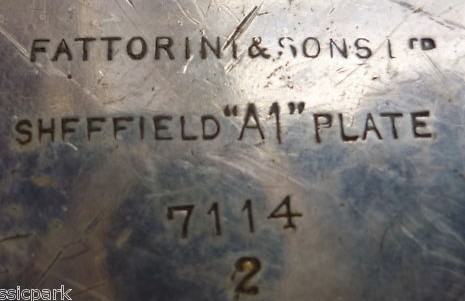 FATTORINI & SONS LTD
SHEFFIELD "A1" PLATE
7114
2
ssicpark